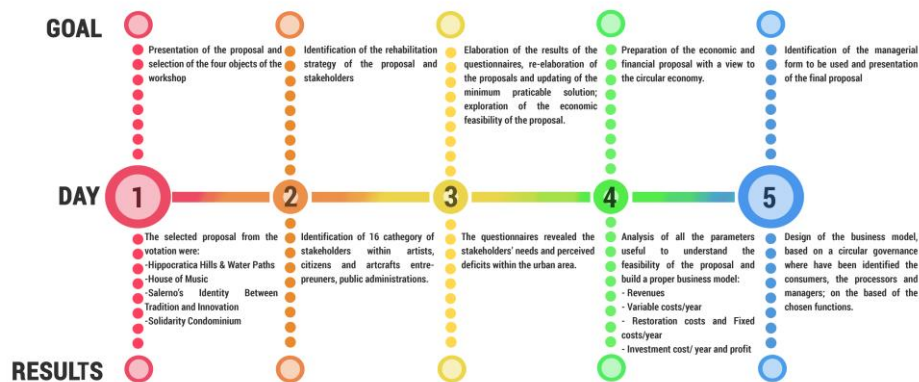 GOAL
Presentation of the proposal and
selection of the four objects of the
workshop
Identification of the rehabilitation
strategy of the proposal and
stakeholders
Elaboration of the results of the
questionnaires, re-elaboration of
the proposals and updating of the
minimum praticable solution;
exploration of the economic
feasibility of the proposal.
Preparation of the economic and
financial proposal with a view to
the circular economy.
Identification of the managerial
form to be used and presentation
of the final proposal
DAY
1
2
3
4
5
The selected proposal from the
votation were:
-Hippocratica Hills & Water Paths
-House of Music
-Salerno's Identity Between
Tradition and Innovation
-Solidarity Condominium
Identification of 16 cathegory of
stakeholders within artists,
citizens and artcrafts entre-
preuners, public administrations.
The questionnaires revealed the
stakeholders' needs and perceived
deficits within the urban area.
Analysis of all the parameters
useful to understand the
feasibility of the proposal and
build a proper business model:
- Revenues
- Variable costs/year
- Restoration costs and Fixed
costs/year
- Investment cost/ year and profit
Design of the business model,
based on a circular governance
where have been identified the
consumers, the processors and
managers; on the based of the
chosen functions.
RESULTS